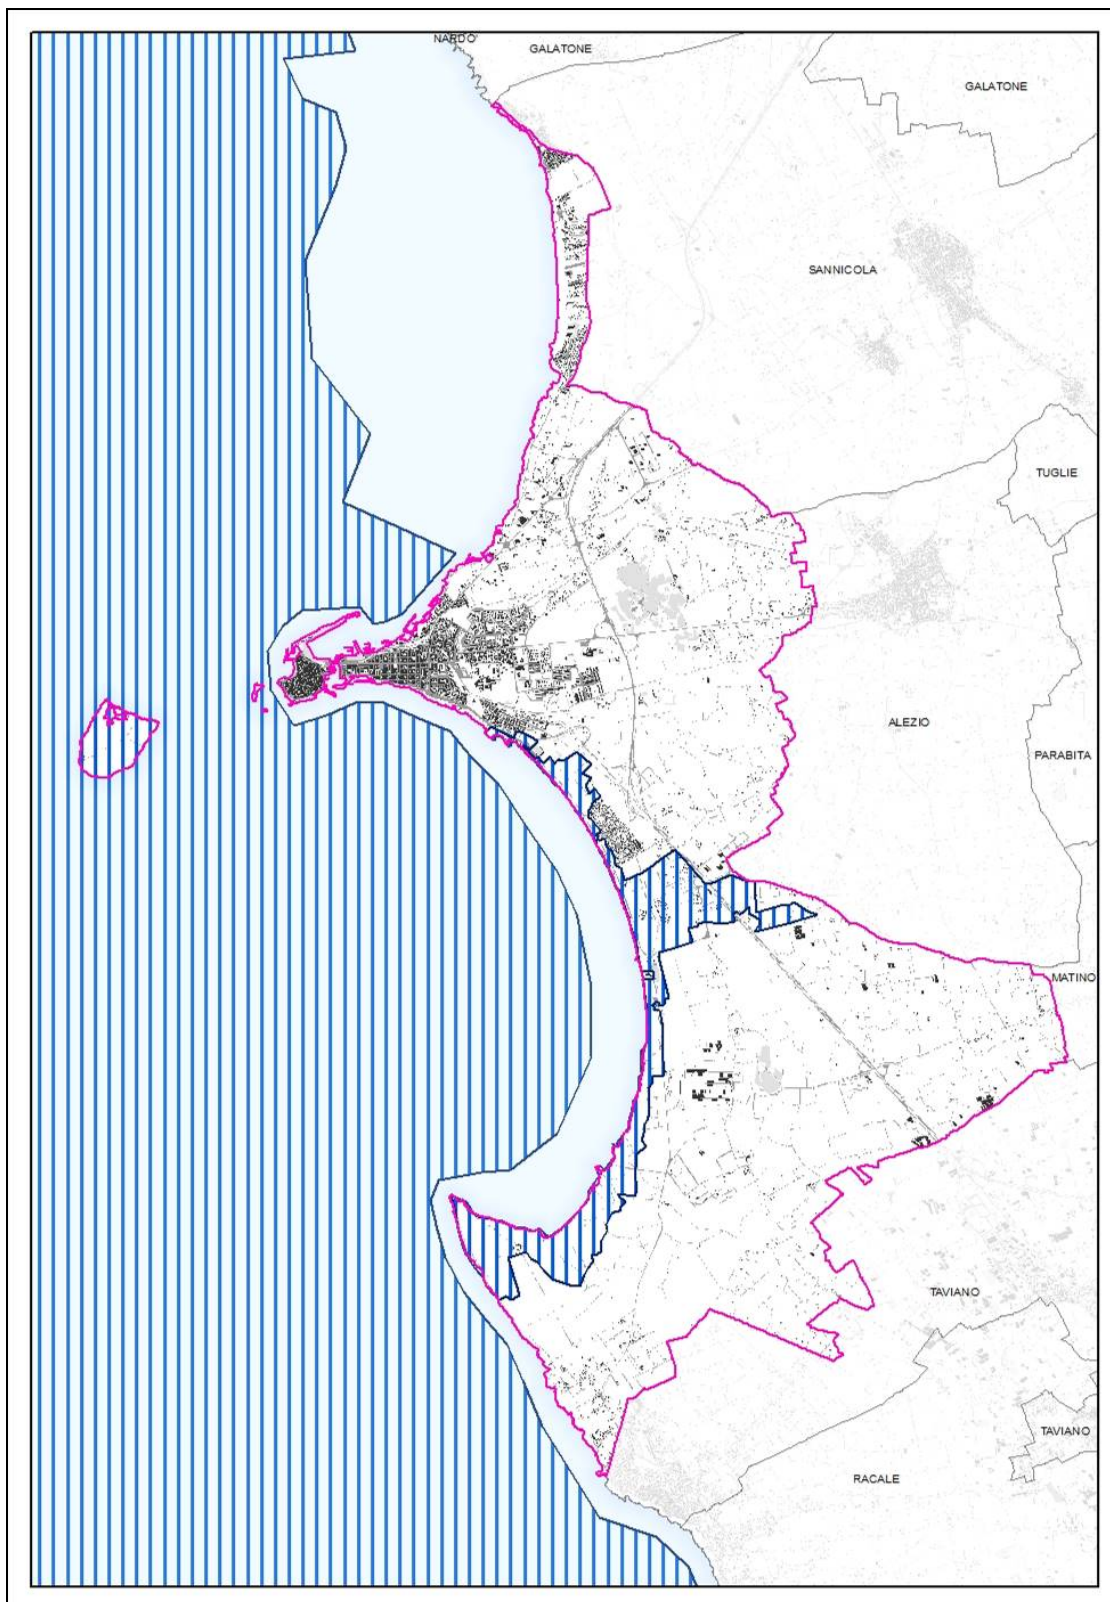 NARDO'
GALATONE
GALATONE
SANNICOLA
TUGLIE
ALEZIO
PARABITA
MATINO
TAVIANO
TAVIANO
RACALE